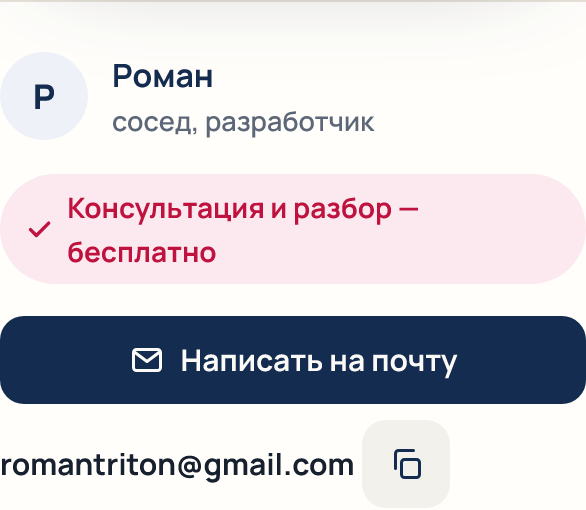 Р
Роман
сосед, разработчик
Консультация и разбор —
бесплатно
Написать на почту
romantriton@gmail.com